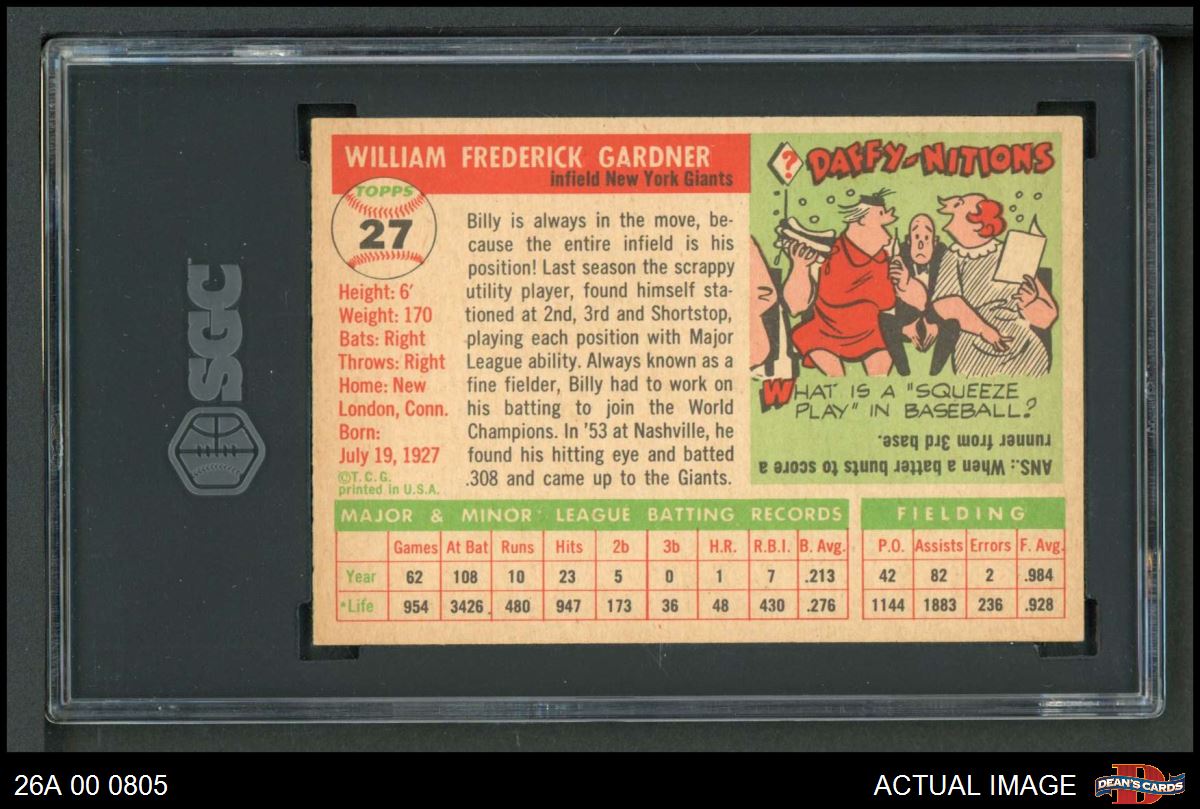 WILLIAM FREDERICK GARDNER
infield New York Giants
TOPPS
27
Height: 6'
Weight: 170
Bats: Right
Throws: Right
Home: New
London, Conn.
Born:
July 19, 1927
©T.C.G.
printed in U.S.A.
Billy is always in the move, be-
cause the entire infield is his
position! Last season the scrappy
utility player, found himself sta-
tioned at 2nd, 3rd and Shortstop,
playing each position with Major
League ability. Always known as a
fine fielder, Billy had to work on
his batting to join the World
Champions. In '53 at Nashville, he
found his hitting eye and batted
.308 and came up to the Giants.
? DAFFY-NITIONS
WHAT IS A "SQUEEZE
PLAY" IN BASEBALL?
ANS.: When a batter bunts to score a
runner from 3rd base.
MAJOR & MINOR LEAGUE BATTING RECORDS
Games At Bat Runs Hits 2b 3b H.R. R.B.I. B. Avg.
Year 62 108 10 23 5 0 1 7 .213
*Life 954 3426 480 947 173 36 48 430 .276
FIELDING
P.O. Assists Errors F. Avg.
42 82 2 .984
1144 1883 236 .928
SGC
26A 00 0805
ACTUAL IMAGE
D
DEAN'S CARDS